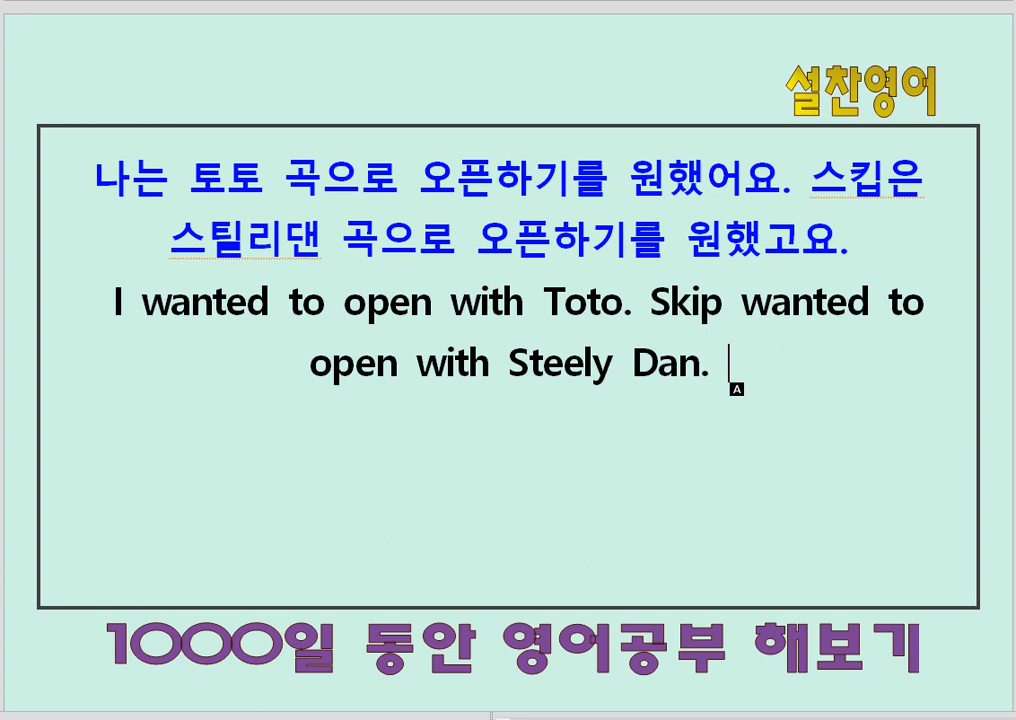 설찬영어
나는 토토 곡으로 오픈하기를 원했어요. 스킵은
스틸리댄 곡으로 오픈하기를 원했고요.
I wanted to open with Toto. Skip wanted to
open with Steely Dan.
A
1000일 동안 영어공부 해보기